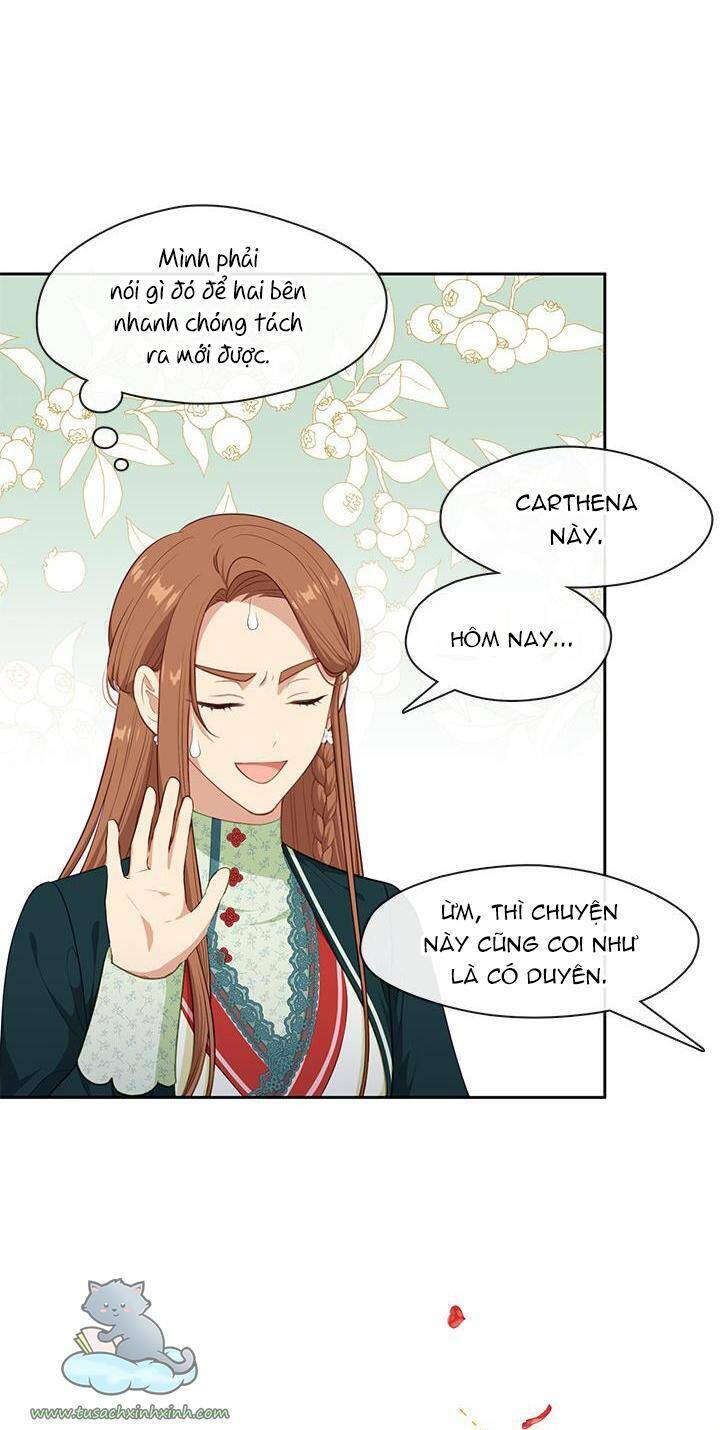 Mình phải
nói gì đó để hai bên
nhanh chóng tách
ra mới được.
CARTHENA
NÀY.
HÔM NAY...
ỪM, THÌ CHUYỆN
NÀY CŨNG COI NHƯ
LÀ CÓ DUYÊN.
www.tusachxinhxinh.com